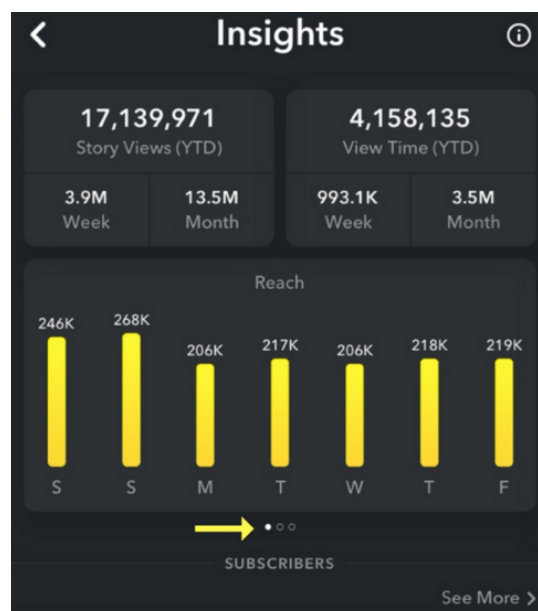 Insights
17,139,971
Story Views (YTD)
3.9M
Week
13.5M
Month
4,158,135
View Time (YTD)
993.1K
Week
3.5M
Month
Reach
246K 268K 206K 217K 206K 218K 219K
S S M T W T F
SUBSCRIBERS
See More